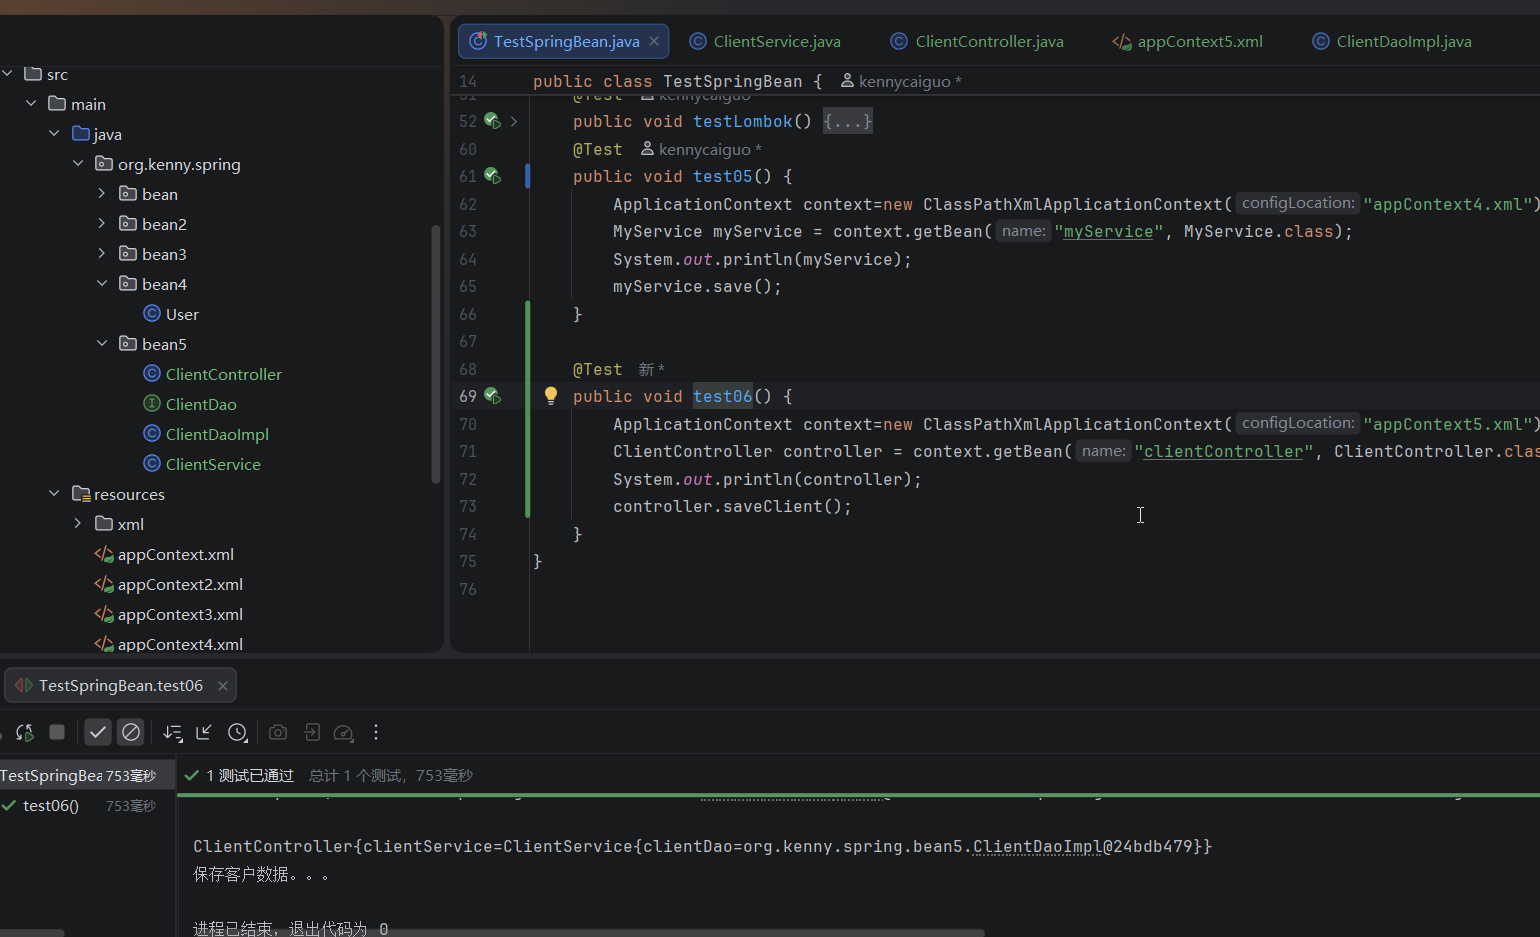 TestSpringBean.java
ClientService.java
ClientController.java
appContext5.xml
ClientDaoImpl.java
src
main
java
org.kenny.spring
bean
bean2
bean3
bean4
User
bean5
ClientController
ClientDao
ClientDaoImpl
ClientService
resources
xml
appContext.xml
appContext2.xml
appContext3.xml
appContext4.xml
14 public class TestSpringBean { kennycaiguo *
51 @Test kennycaiguo
52 public void testLombok() {...}
60 @Test kennycaiguo *
61 public void test05() {
62 ApplicationContext context=new ClassPathXmlApplicationContext( configLocation: "appContext4.xml")
63 MyService myService = context.getBean( name: "myService", MyService.class);
64 System.out.println(myService);
65 myService.save();
66 }
67
68 @Test 新 *
69 public void test06() {
70 ApplicationContext context=new ClassPathXmlApplicationContext( configLocation: "appContext5.xml")
71 ClientController controller = context.getBean( name: "clientController", ClientController.clas
72 System.out.println(controller);
73 controller.saveClient();
74 }
75 }
76
TestSpringBean.test06
TestSpringBea 753毫秒
test06() 753毫秒
1 测试已通过 总计 1 个测试，753毫秒
ClientController{clientService=ClientService{clientDao=org.kenny.spring.bean5.ClientDaoImpl@24bdb479}}
保存客户数据。。。
进程已结束，退出代码为 0